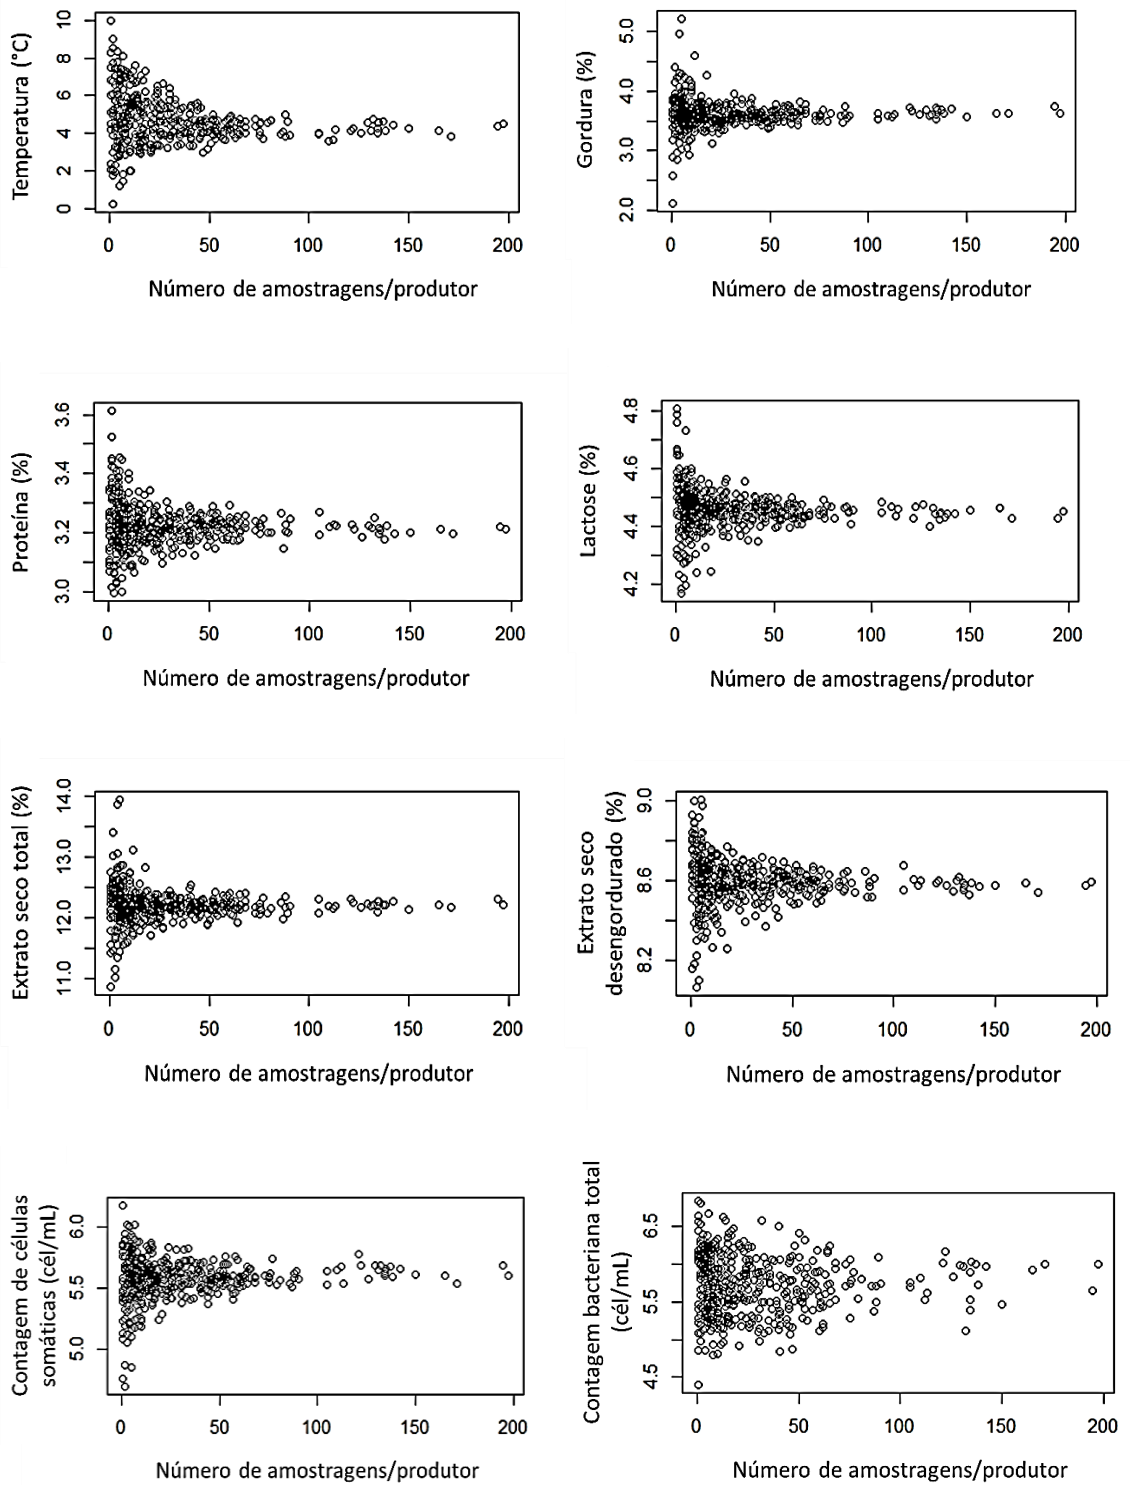 Temperatura (°C)
0 2 4 6 8 10
0 50 100 150 200
Número de amostragens/produtor
Gordura (%)
2.0 3.0 4.0 5.0
0 50 100 150 200
Número de amostragens/produtor
Proteína (%)
3.0 3.2 3.4 3.6
0 50 100 150 200
Número de amostragens/produtor
Lactose (%)
4.2 4.4 4.6 4.8
0 50 100 150 200
Número de amostragens/produtor
Extrato seco total (%)
11.0 12.0 13.0 14.0
0 50 100 150 200
Número de amostragens/produtor
Extrato seco
desengordurado (%)
8.2 8.6 9.0
0 50 100 150 200
Número de amostragens/produtor
Contagem de células
somáticas (cél/mL)
5.0 5.5 6.0
0 50 100 150 200
Número de amostragens/produtor
Contagem bacteriana total
(cél/mL)
4.5 5.5 6.5
0 50 100 150 200
Número de amostragens/produtor